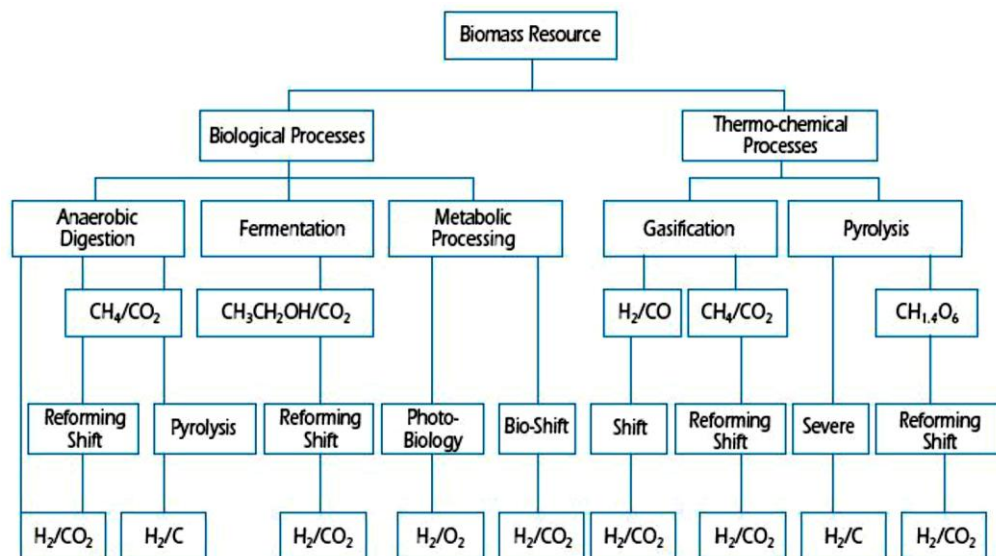 Biomass Resource
Biological Processes
Thermo-chemical
Processes
Anaerobic
Digestion
Fermentation
Metabolic
Processing
Gasification
Pyrolysis
CH₄/CO₂
CH₃CH₂OH/CO₂
H₂/CO
CH₄/CO₂
CH₁.₄O₆
Reforming
Shift
Pyrolysis
Reforming
Shift
Photo-
Biology
Bio-Shift
Shift
Reforming
Shift
Severe
Reforming
Shift
H₂/CO₂
H₂/C
H₂/CO₂
H₂/O₂
H₂/CO₂
H₂/CO₂
H₂/CO₂
H₂/C
H₂/CO₂